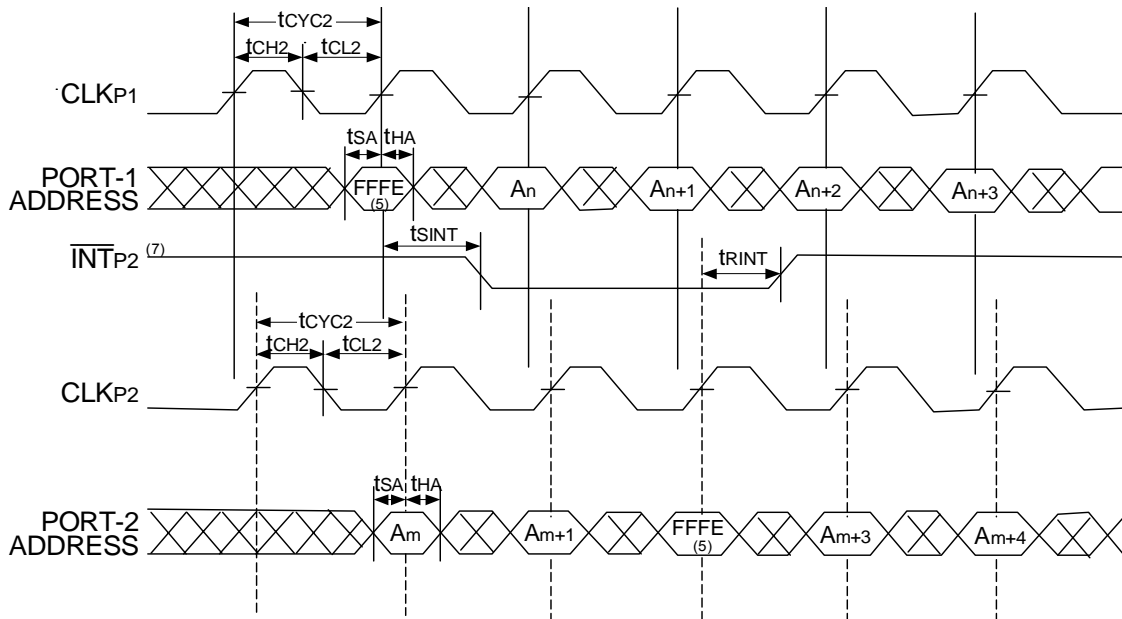 tCYC2
tCH2 tCL2
CLKP1
tSA tHA
PORT-1 ADDRESS
FFFE (5) An An+1 An+2 An+3
tSINT
INTP2 (7)
tRINT
tCYC2
tCH2 tCL2
CLKP2
tSA tHA
PORT-2 ADDRESS
Am Am+1 FFFE (5) Am+3 Am+4